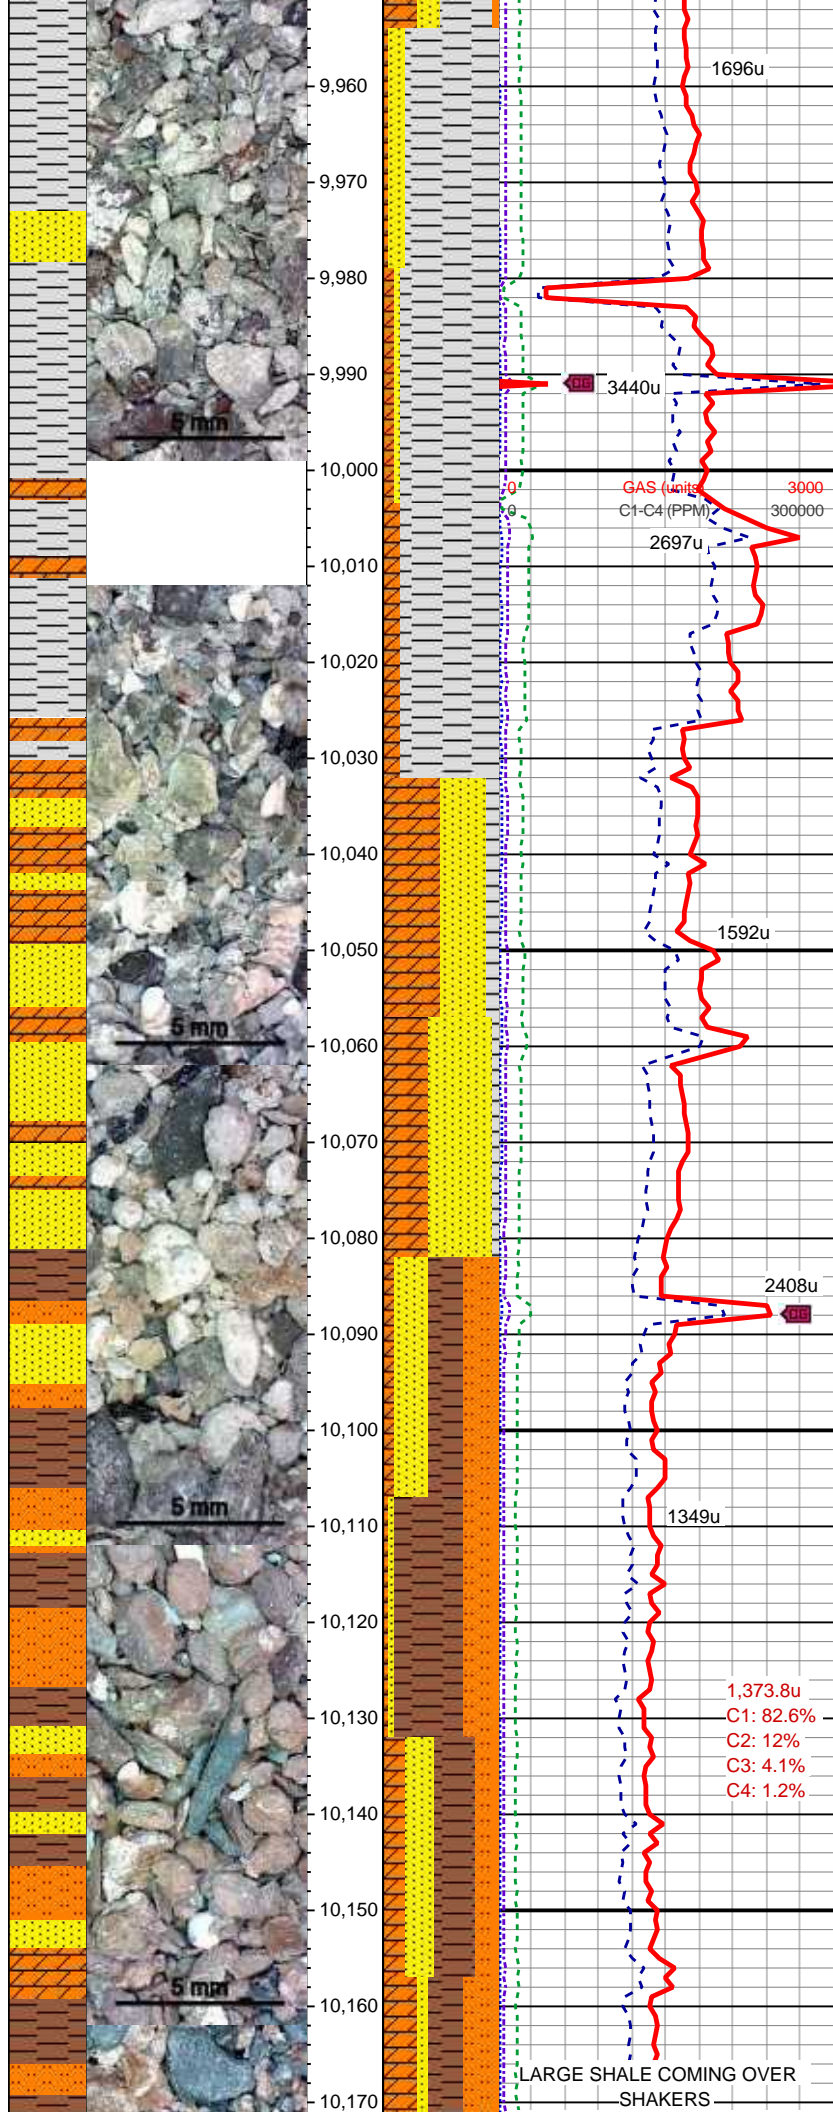 1696u
9,960
9,970
9,980
9,990
CG
3440u
5 mm
10,000
0 GAS (units) 3000
0 C1-C4 (PPM) 300000
2697u
10,010
10,020
10,030
10,040
1592u
10,050
5 mm
10,060
10,070
10,080
2408u
CG
10,090
10,100
5 mm
1349u
10,110
10,120
1,373.8u
10,130
C1: 82.6%
C2: 12%
C3: 4.1%
C4: 1.2%
10,140
10,150
5 mm
10,160
LARGE SHALE COMING OVER
SHAKERS
10,170